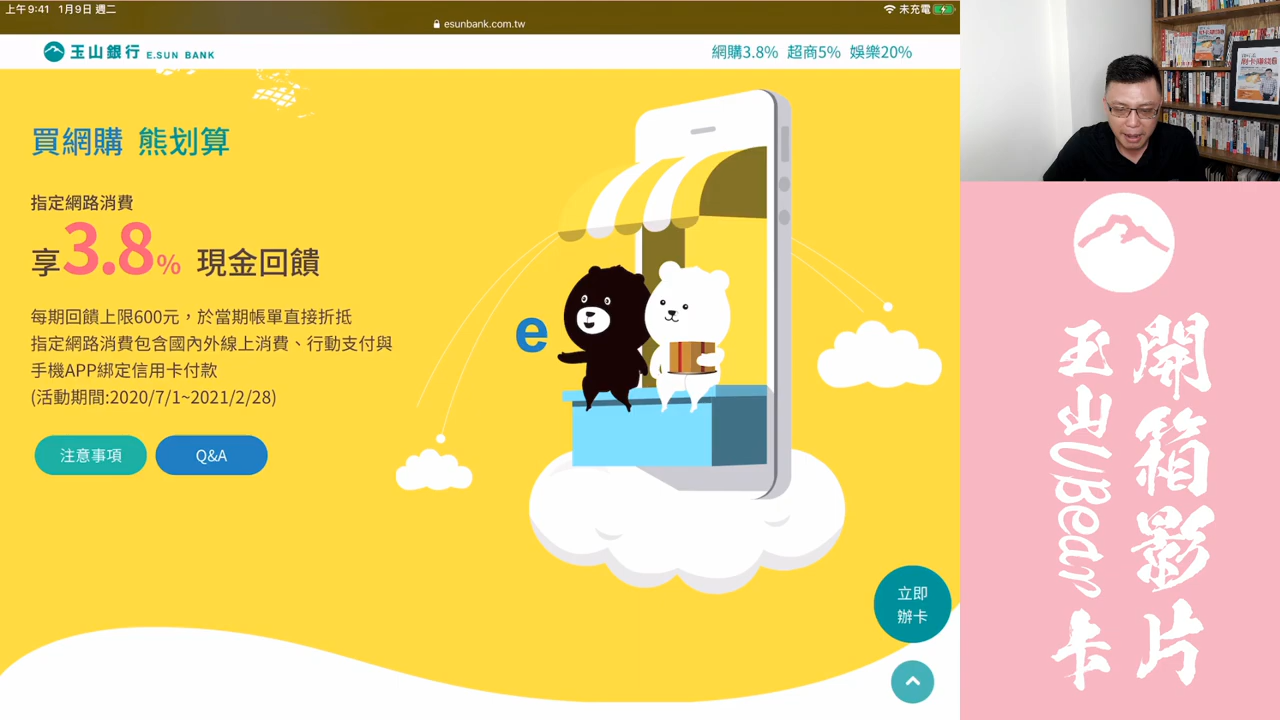 上午9:41 1月9日 週二
未充電
esunbank.com.tw
玉山銀行 E.SUN BANK
網購3.8% 超商5% 娛樂20%
買網購 熊划算
指定網路消費
享3.8% 現金回饋
每期回饋上限600元，於當期帳單直接折抵
指定網路消費包含國內外線上消費、行動支付與
手機APP綁定信用卡付款
(活動期間:2020/7/1~2021/2/28)
注意事項
Q&A
e
立即
辦卡
開箱影片
玉山UBear卡